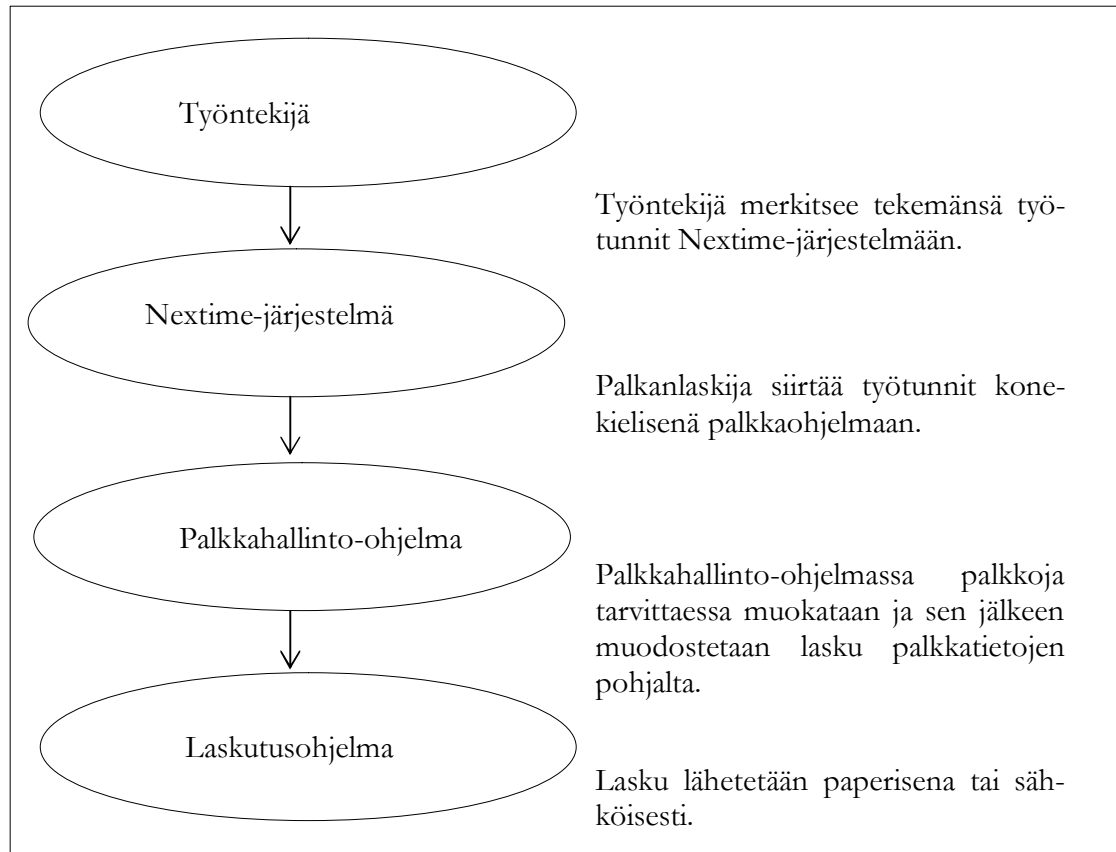 Työntekijä
Työntekijä merkitsee tekemänsä työ-
tunnit Nextime-järjestelmään.
Nextime-järjestelmä
Palkanlaskija siirtää työtunnit kone-
kielisenä palkkaohjelmaan.
Palkkahallinto-ohjelma
Palkkahallinto-ohjelmassa palkkoja
tarvittaessa muokataan ja sen jälkeen
muodostetaan lasku palkkatietojen
pohjalta.
Laskutusohjelma
Lasku lähetetään paperisena tai säh-
köisesti.